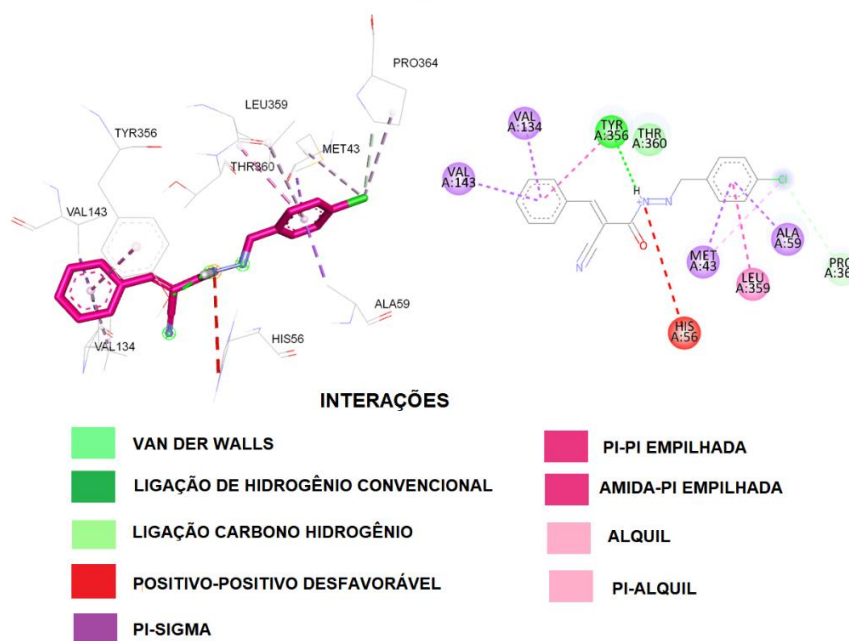 PRO364
LEU359
TYR356
MET43
THR360
VAL143
ALA59
HIS56
VAL134
VAL
A:134
TYR
A:356
THR
A:360
VAL
A:143
H
N
N
Cl
O
N
ALA
A:59
MET
A:43
LEU
A:359
PRO
A:36
HIS
A:56
INTERAÇÕES
VAN DER WALLS
LIGAÇÃO DE HIDROGÊNIO CONVENCIONAL
LIGAÇÃO CARBONO HIDROGÊNIO
POSITIVO-POSITIVO DESFAVORÁVEL
PI-SIGMA
PI-PI EMPILHADA
AMIDA-PI EMPILHADA
ALQUIL
PI-ALQUIL